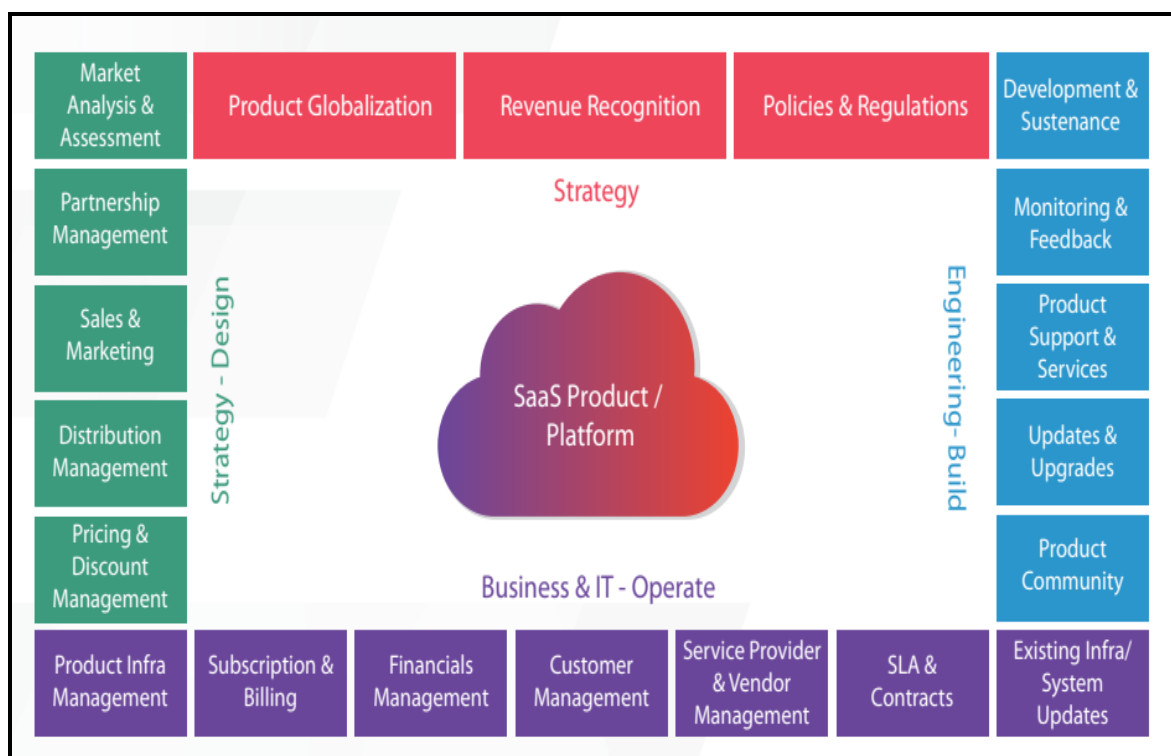 Market
Analysis &
Assessment
Product Globalization
Revenue Recognition
Policies & Regulations
Development &
Sustenance
Partnership
Management
Sales &
Marketing
Distribution
Management
Pricing &
Discount
Management
Strategy - Design
Strategy
SaaS Product /
Platform
Business & IT - Operate
Engineering- Build
Monitoring &
Feedback
Product
Support &
Services
Updates &
Upgrades
Product
Community
Product Infra
Management
Subscription &
Billing
Financials
Management
Customer
Management
Service Provider
& Vendor
Management
SLA &
Contracts
Existing Infra/
System
Updates